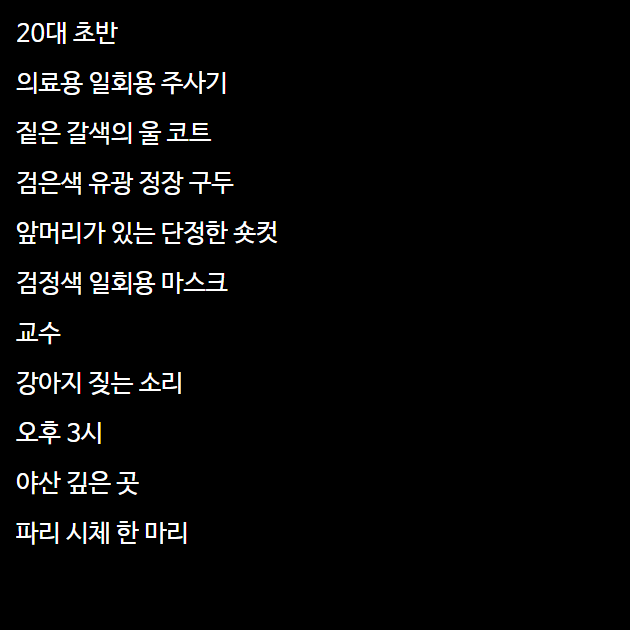 20대 초반
의료용 일회용 주사기
짙은 갈색의 울 코트
검은색 유광 정장 구두
앞머리가 있는 단정한 숏컷
검정색 일회용 마스크
교수
강아지 짖는 소리
오후 3시
야산 깊은 곳
파리 시체 한 마리